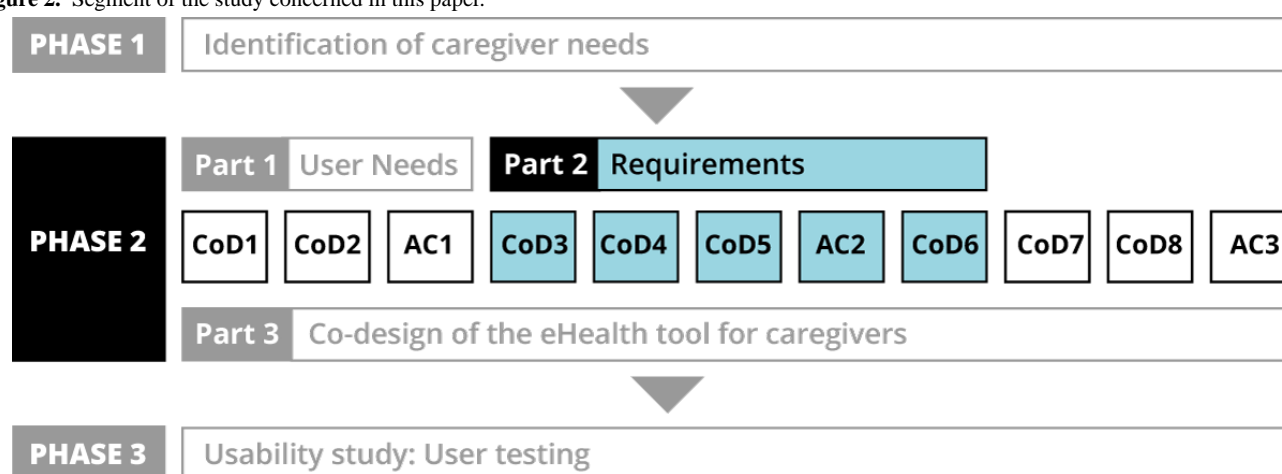 gure 2. Segment of the study concerned in this paper.
PHASE 1 Identification of caregiver needs
Part 1 User Needs Part 2 Requirements
PHASE 2 CoD1 CoD2 AC1 CoD3 CoD4 CoD5 AC2 CoD6 CoD7 CoD8 AC3
Part 3 Co-design of the eHealth tool for caregivers
PHASE 3 Usability study: User testing